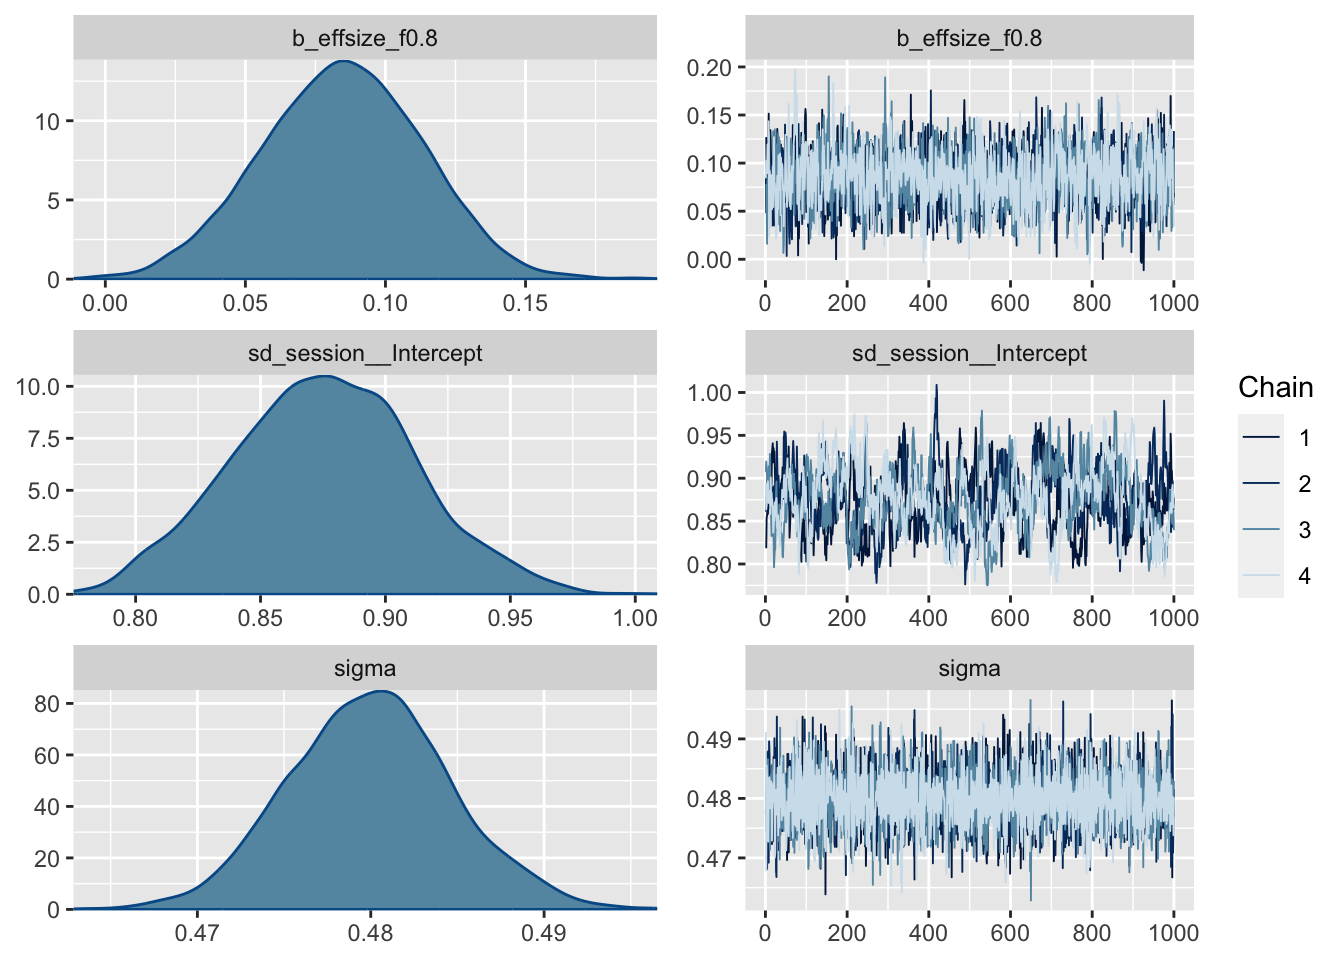 b_effsize_f0.8
b_effsize_f0.8
10
5
0
0.00 0.05 0.10 0.15
0.20
0.15
0.10
0.05
0.00
0 200 400 600 800 1000
sd_session__Intercept
sd_session__Intercept
10.0
7.5
5.0
2.5
0.0
0.80 0.85 0.90 0.95 1.00
1.00
0.95
0.90
0.85
0.80
0 200 400 600 800 1000
sigma
sigma
80
60
40
20
0
0.47 0.48 0.49
0.49
0.48
0.47
0 200 400 600 800 1000
Chain
1
2
3
4